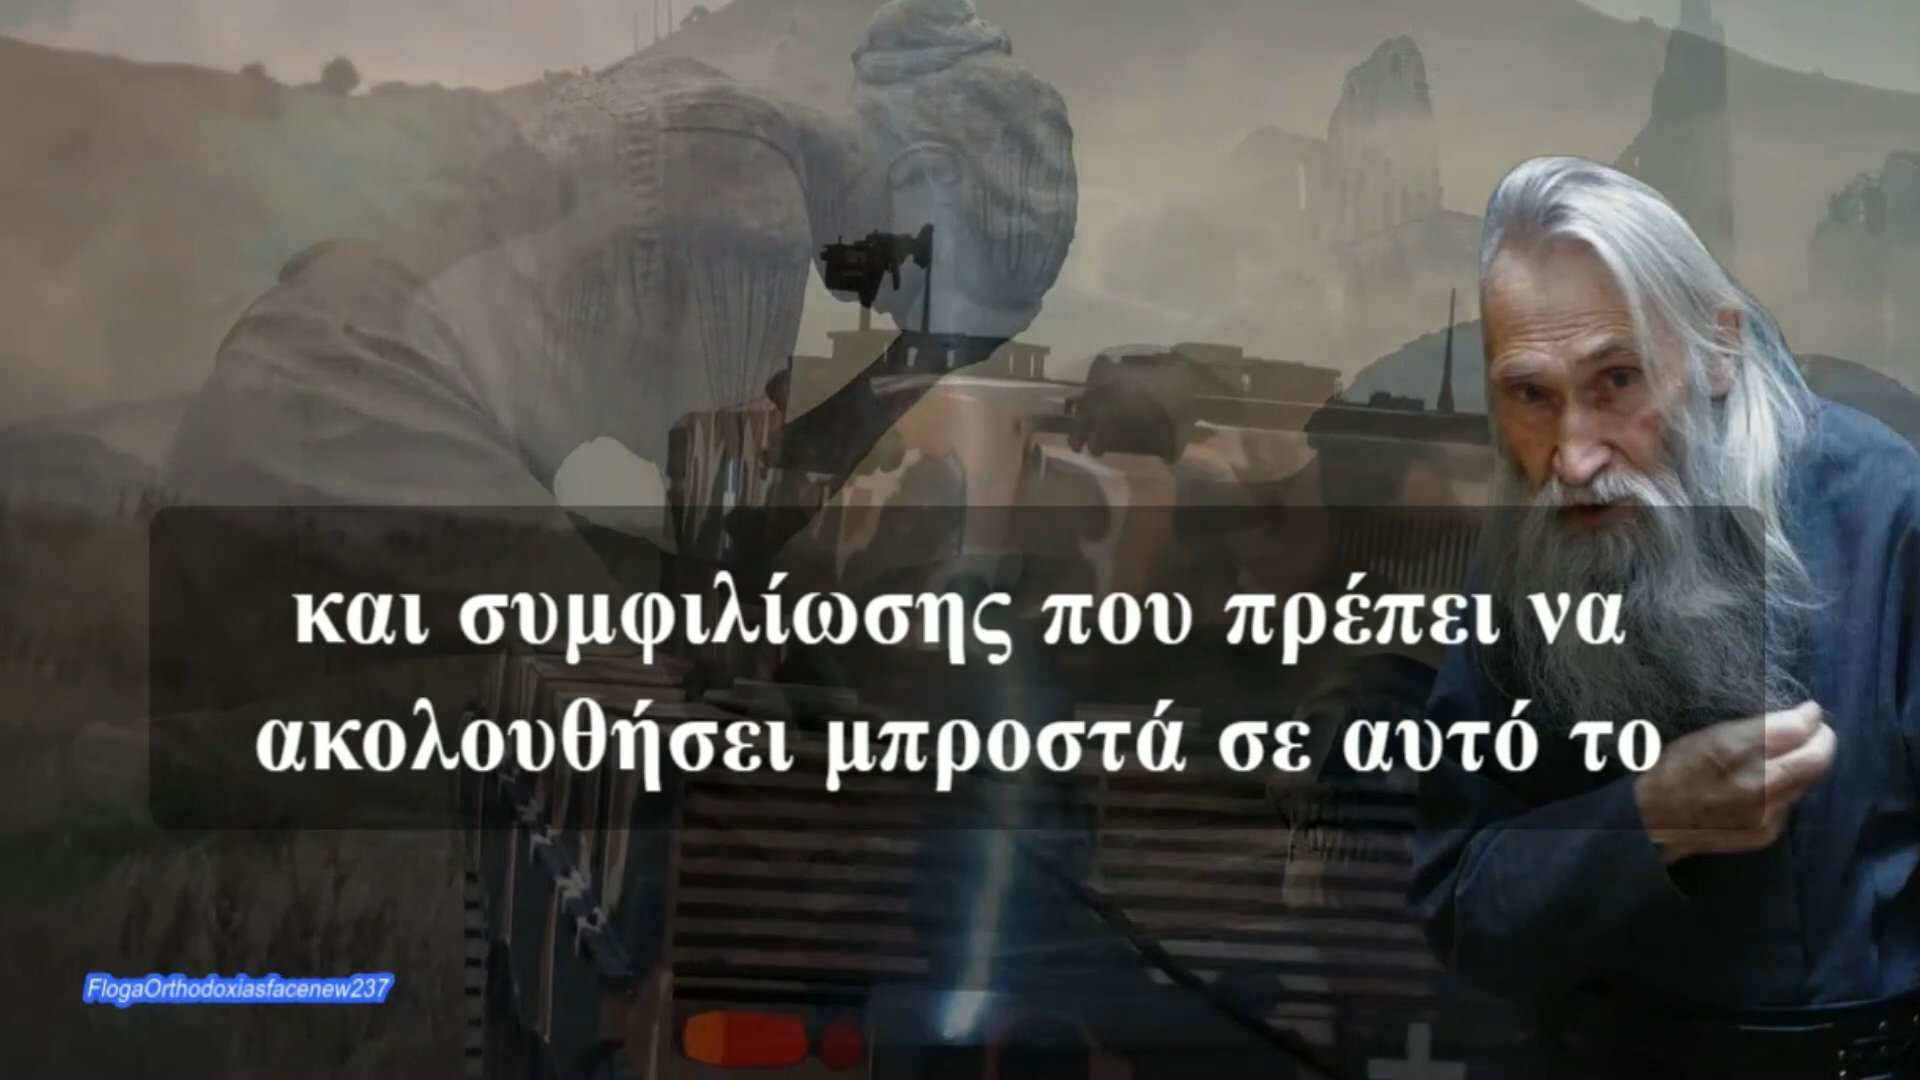 και συμφιλίωσης που πρέπει να
ακολουθήσει μπροστά σε αυτό το
FlogaOrthodoxiasfacenew237